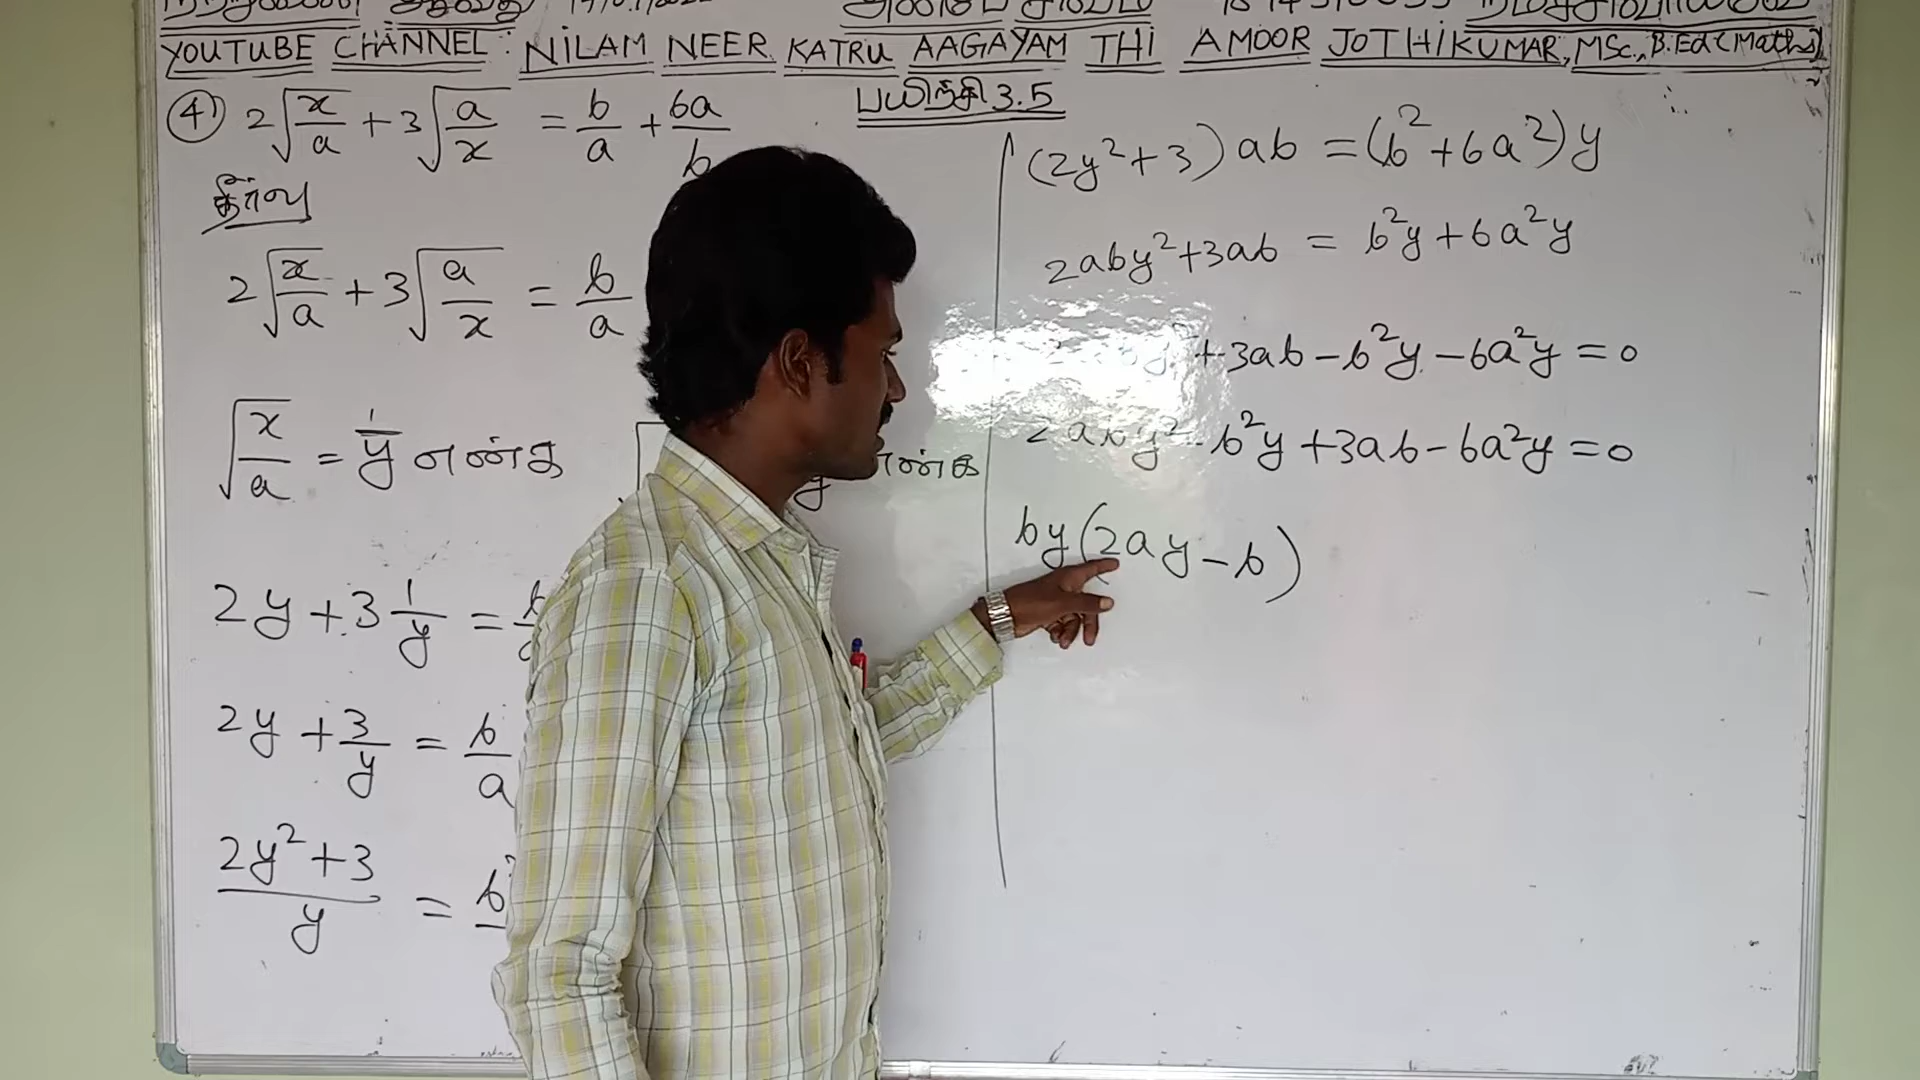 YOUTUBE CHANNEL : NILAM NEER KATRU AAGAYAM THI AMOOR JOTHIKUMAR, MSc., B.Ed (Maths)
பயிற்சி 3.5
4) 2√(x/a) + 3√(a/x) = b/a + 6a/b
தீர்வு
2√(x/a) + 3√(a/x) = b/a
√(x/a) = y என்க
என்க
2y + 3 1/y =
2y + 3/y = b/a
(2y² + 3)/y = b
(2y² + 3) ab = (b² + 6a²) y
2aby² + 3ab = b²y + 6a²y
+ 3ab - b²y - 6a²y = 0
2aby² - b²y + 3ab - 6a²y = 0
by(2ay - b)